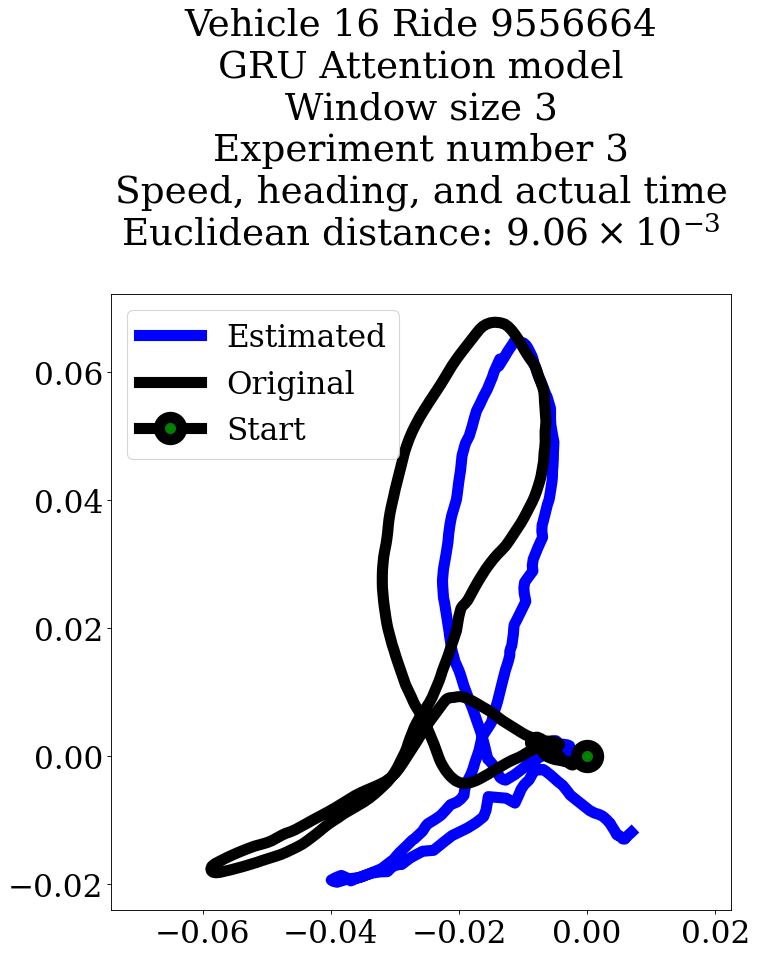 Vehicle 16 Ride 9556664
GRU Attention model
Window size 3
Experiment number 3
Speed, heading, and actual time
Euclidean distance: 9.06 × 10⁻³
Estimated
Original
Start
0.06
0.04
0.02
0.00
−0.02
−0.06 −0.04 −0.02 0.00 0.02